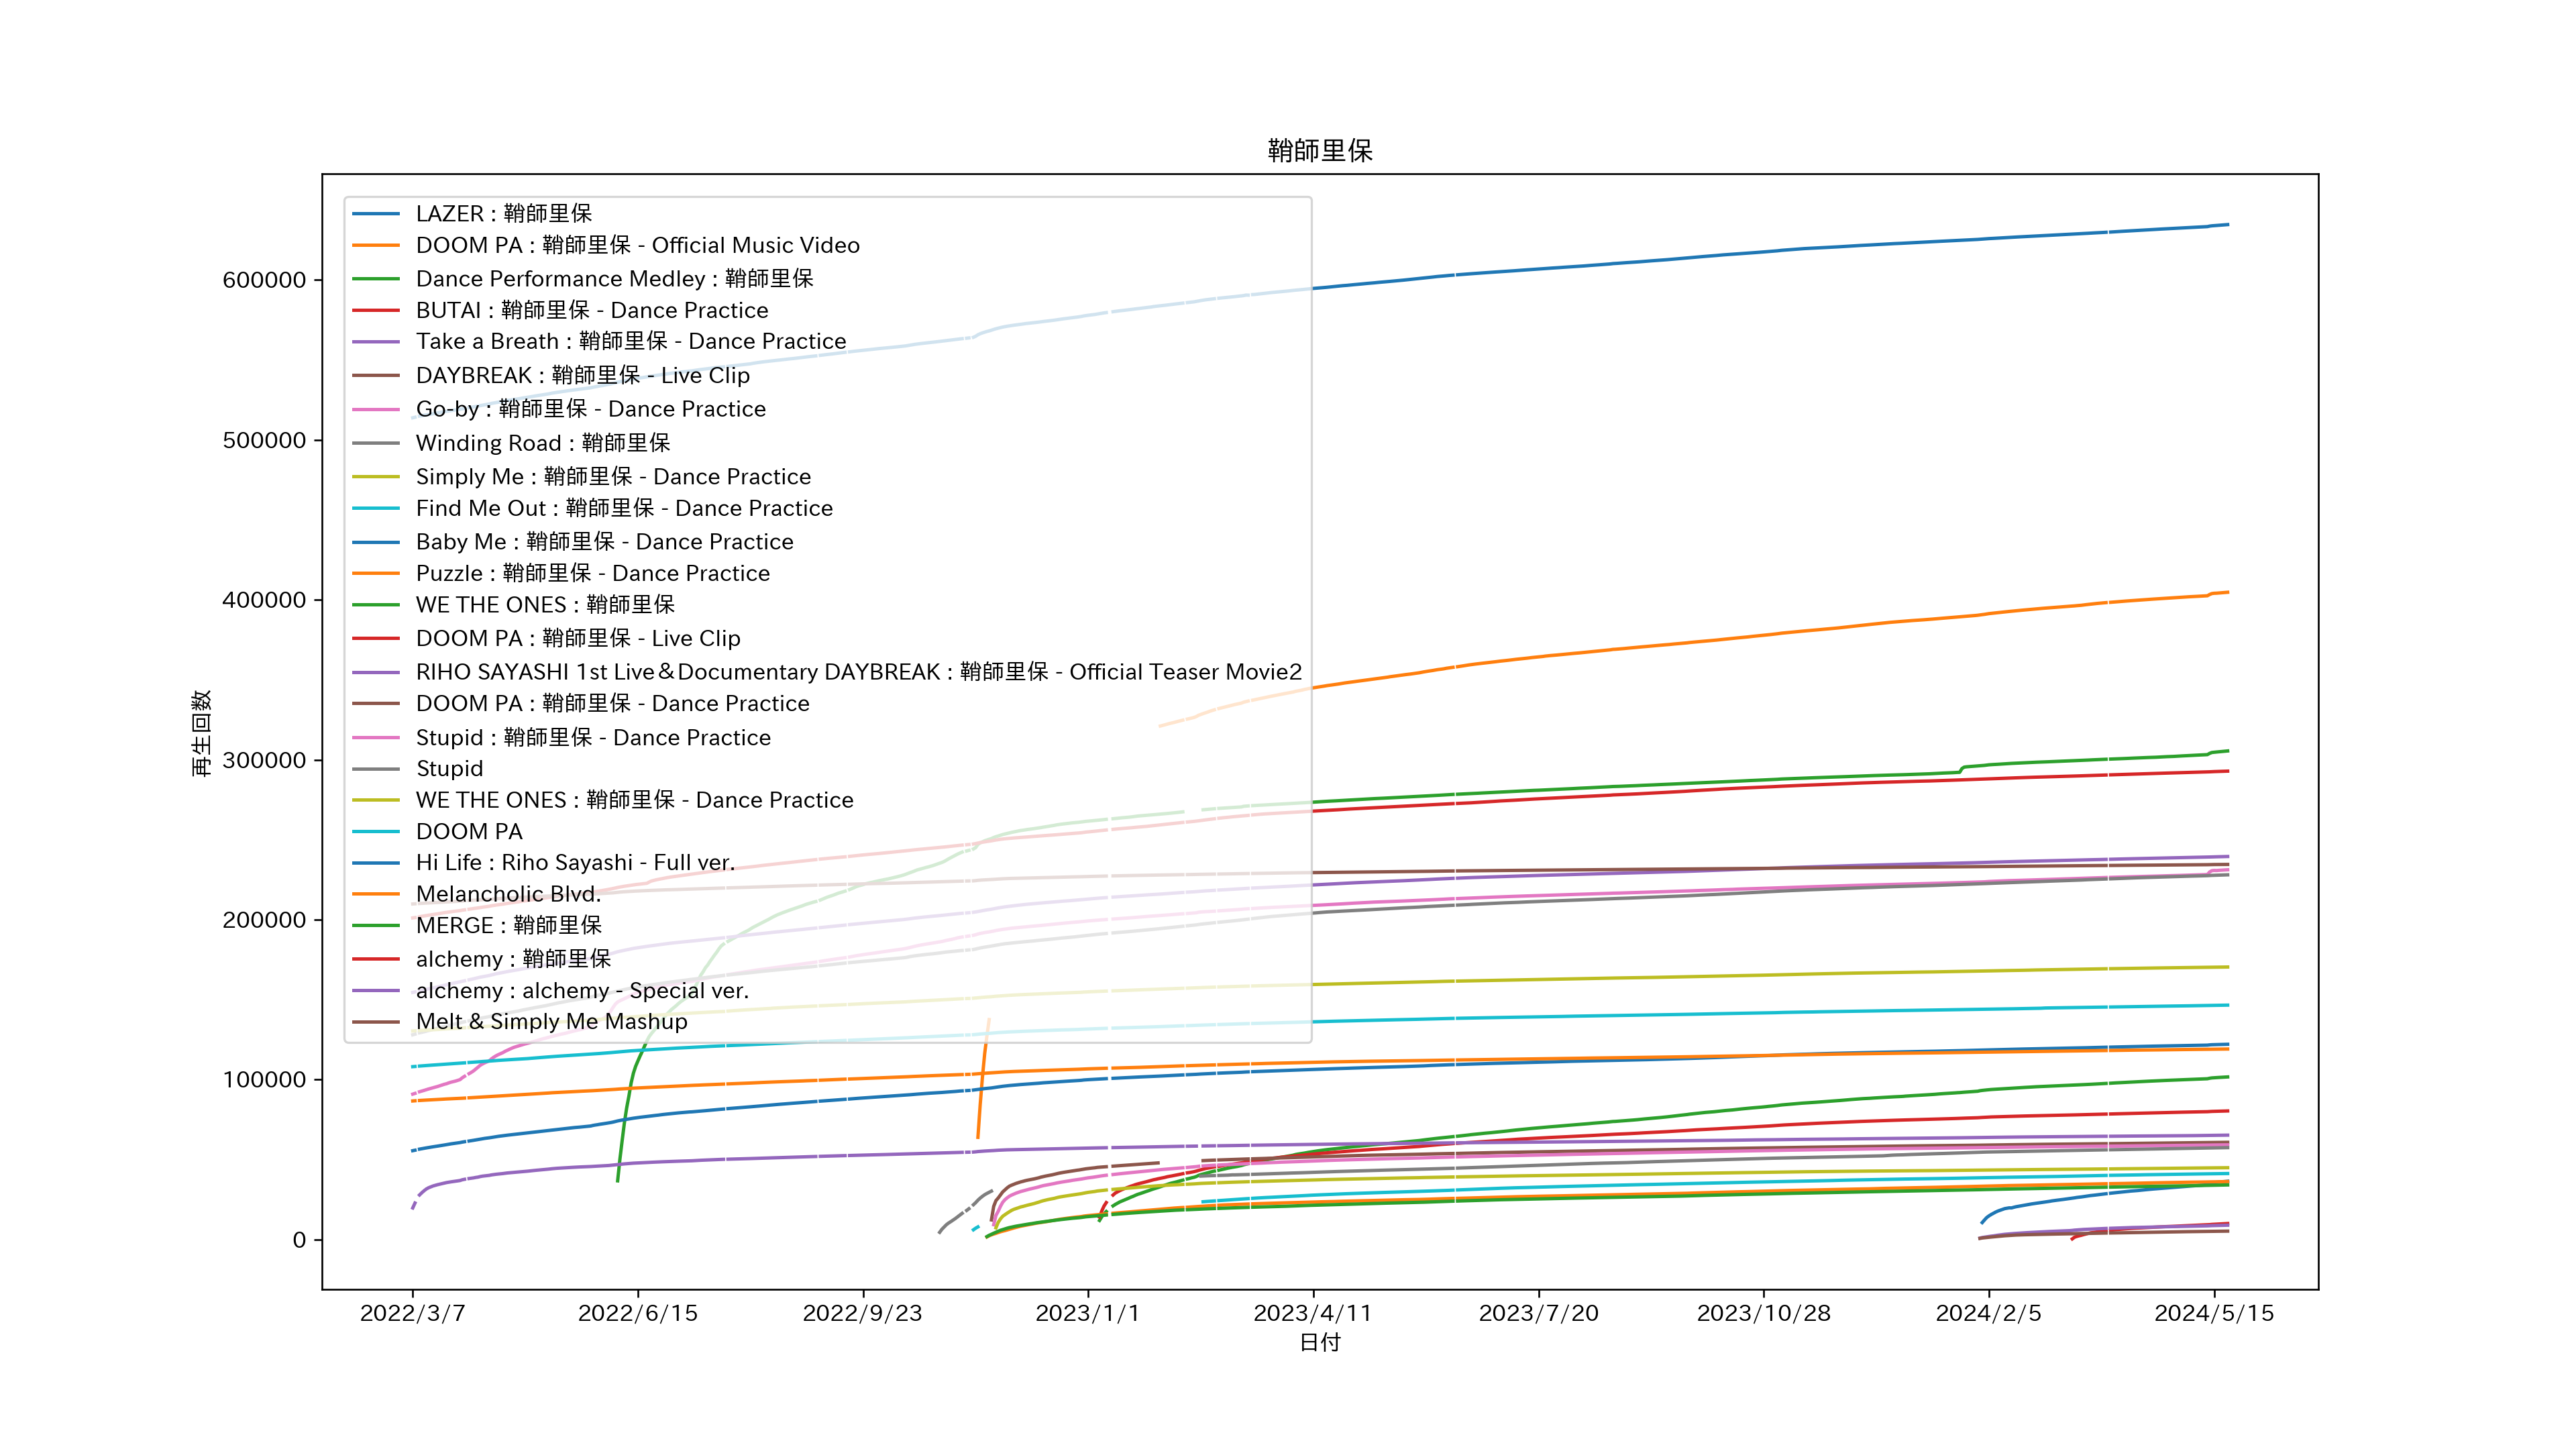 鞘師里保
LAZER : 鞘師里保
DOOM PA : 鞘師里保 - Official Music Video
Dance Performance Medley : 鞘師里保
BUTAI : 鞘師里保 - Dance Practice
Take a Breath : 鞘師里保 - Dance Practice
DAYBREAK : 鞘師里保 - Live Clip
Go-by : 鞘師里保 - Dance Practice
Winding Road : 鞘師里保
Simply Me : 鞘師里保 - Dance Practice
Find Me Out : 鞘師里保 - Dance Practice
Baby Me : 鞘師里保 - Dance Practice
Puzzle : 鞘師里保 - Dance Practice
WE THE ONES : 鞘師里保
DOOM PA : 鞘師里保 - Live Clip
RIHO SAYASHI 1st Live＆Documentary DAYBREAK : 鞘師里保 - Official Teaser Movie2
DOOM PA : 鞘師里保 - Dance Practice
Stupid : 鞘師里保 - Dance Practice
Stupid
WE THE ONES : 鞘師里保 - Dance Practice
DOOM PA
Hi Life : Riho Sayashi - Full ver.
Melancholic Blvd.
MERGE : 鞘師里保
alchemy : 鞘師里保
alchemy : alchemy - Special ver.
Melt & Simply Me Mashup
再生回数
600000
500000
400000
300000
200000
100000
0
2022/3/7 2022/6/15 2022/9/23 2023/1/1 2023/4/11 2023/7/20 2023/10/28 2024/2/5 2024/5/15
日付